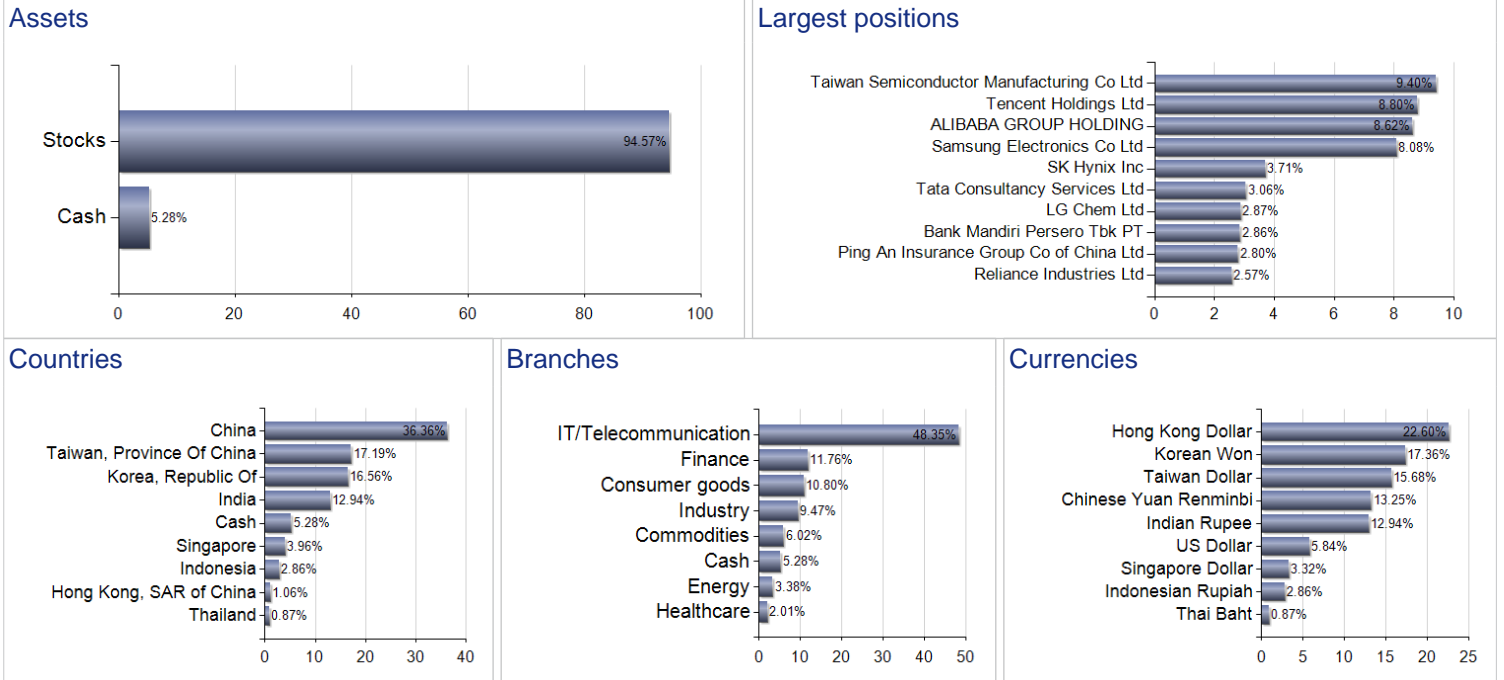 Assets
Stocks
94.57%
Cash
5.28%
0 20 40 60 80 100
Largest positions
Taiwan Semiconductor Manufacturing Co Ltd 9.40%
Tencent Holdings Ltd 8.80%
ALIBABA GROUP HOLDING 8.62%
Samsung Electronics Co Ltd 8.08%
SK Hynix Inc 3.71%
Tata Consultancy Services Ltd 3.06%
LG Chem Ltd 2.87%
Bank Mandiri Persero Tbk PT 2.86%
Ping An Insurance Group Co of China Ltd 2.80%
Reliance Industries Ltd 2.57%
0 2 4 6 8 10
Countries
China 36.36%
Taiwan, Province Of China 17.19%
Korea, Republic Of 16.56%
India 12.94%
Cash 5.28%
Singapore 3.96%
Indonesia 2.86%
Hong Kong, SAR of China 1.06%
Thailand 0.87%
0 10 20 30 40
Branches
IT/Telecommunication 48.35%
Finance 11.76%
Consumer goods 10.80%
Industry 9.47%
Commodities 6.02%
Cash 5.28%
Energy 3.38%
Healthcare 2.01%
0 10 20 30 40 50
Currencies
Hong Kong Dollar 22.60%
Korean Won 17.36%
Taiwan Dollar 15.68%
Chinese Yuan Renminbi 13.25%
Indian Rupee 12.94%
US Dollar 5.84%
Singapore Dollar 3.32%
Indonesian Rupiah 2.86%
Thai Baht 0.87%
0 5 10 15 20 25